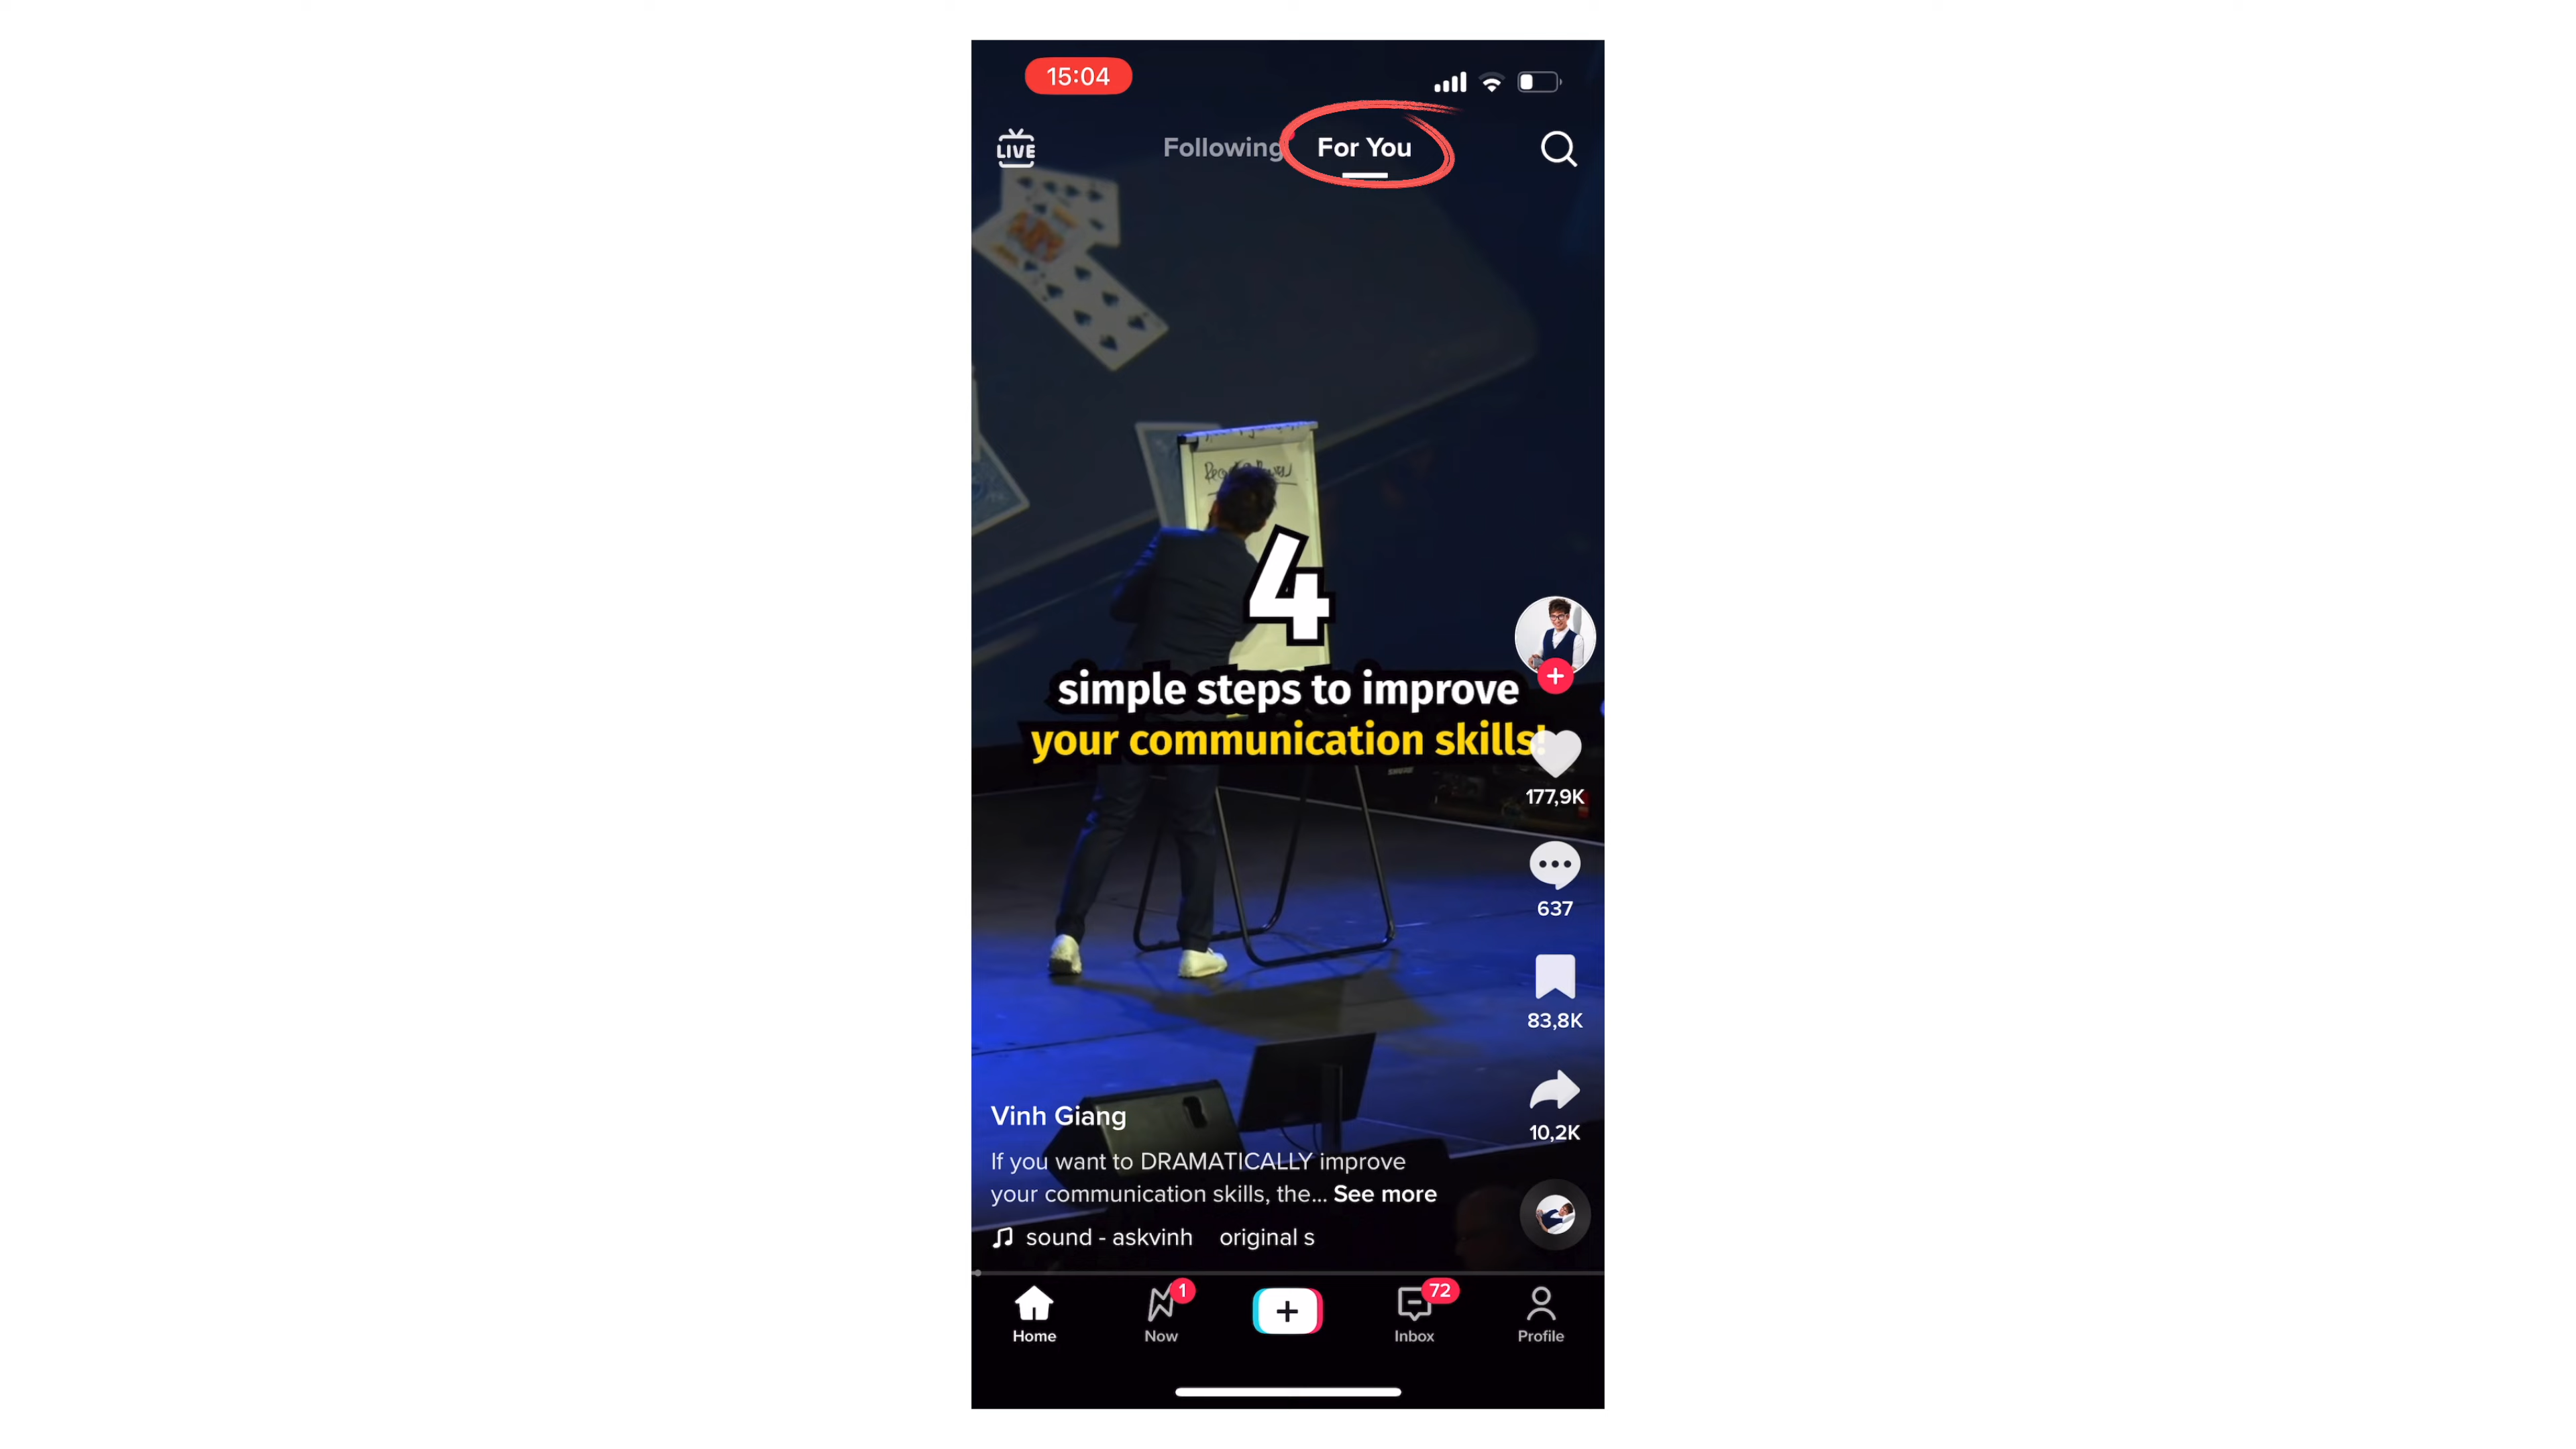 15:04
LIVE
Following
For You
4
simple steps to improve
your communication skills!
177,9K
637
83,8K
10,2K
Vinh Giang
If you want to DRAMATICALLY improve
your communication skills, the... See more
sound - askvinh original s
1
72
Home
Now
Inbox
Profile